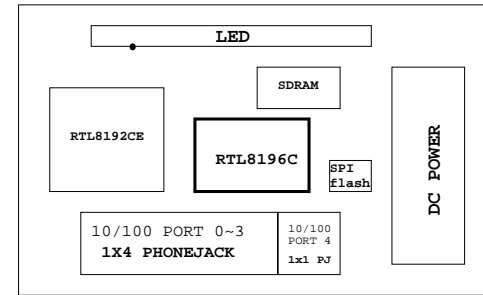 LED
SDRAM
RTL8192CE
RTL8196C
SPI
flash
DC POWER
10/100 PORT 0~3
1X4 PHONEJACK
10/100
PORT 4
1x1 PJ